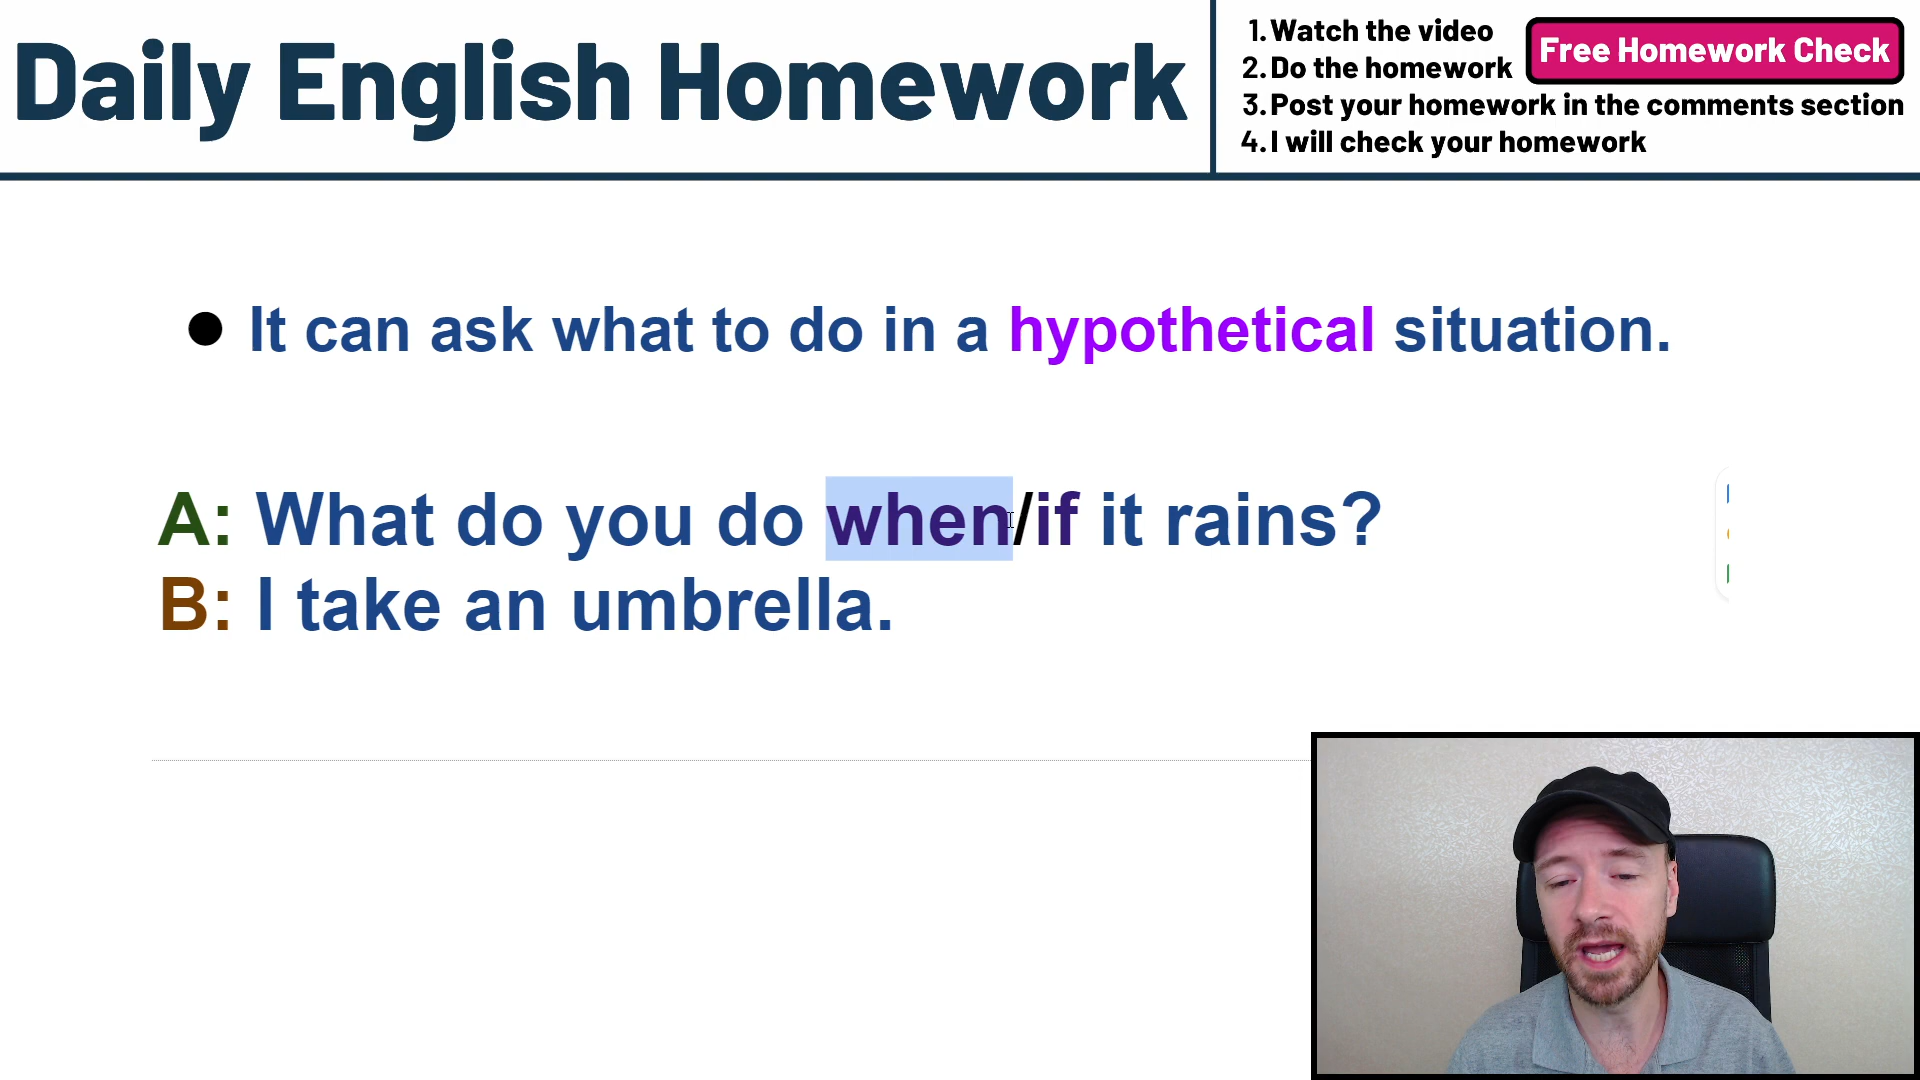 Daily English Homework
1. Watch the video
2. Do the homework
Free Homework Check
3. Post your homework in the comments section
4. I will check your homework
● It can ask what to do in a hypothetical situation.
A: What do you do when/if it rains?
B: I take an umbrella.